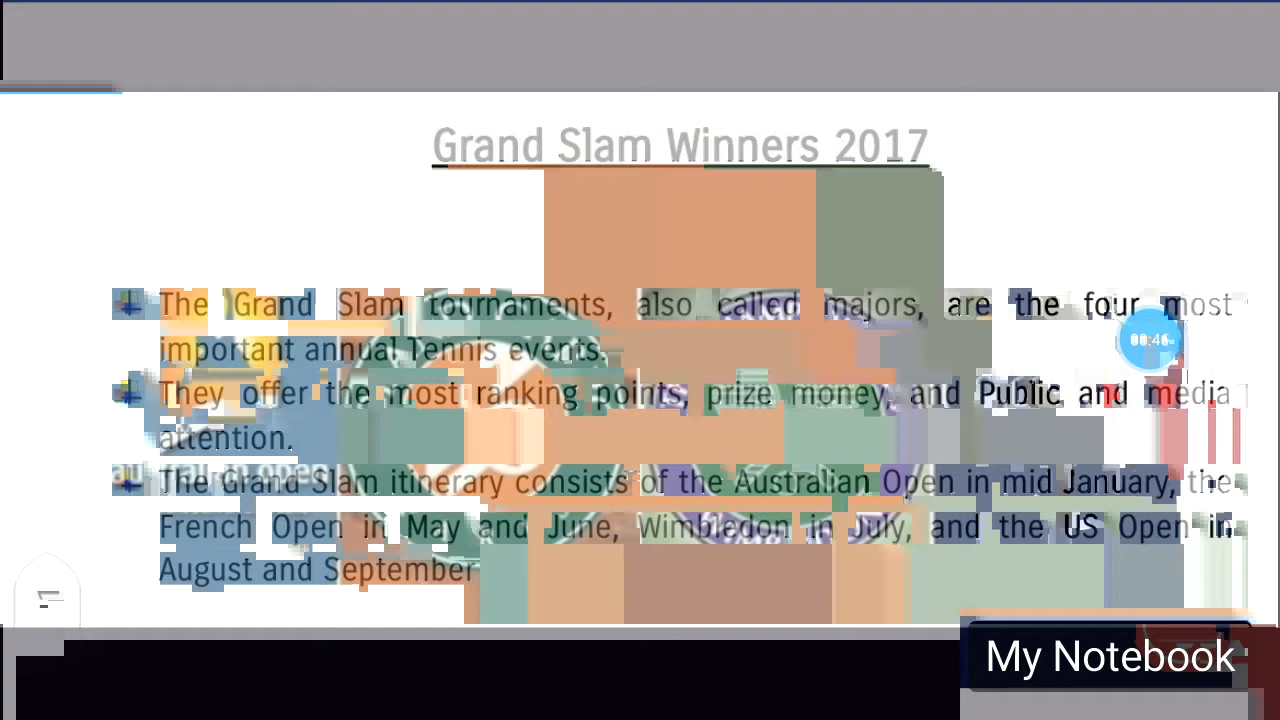 Grand Slam Winners 2017
The Grand Slam tournaments, also called majors, are the four most
important annual Tennis events.
00:46
They offer the most ranking points, prize money, and Public and media
attention.
The Grand Slam itinerary consists of the Australian Open in mid January, the
French Open in May and June, Wimbledon in July, and the US Open in
August and September
My Notebook